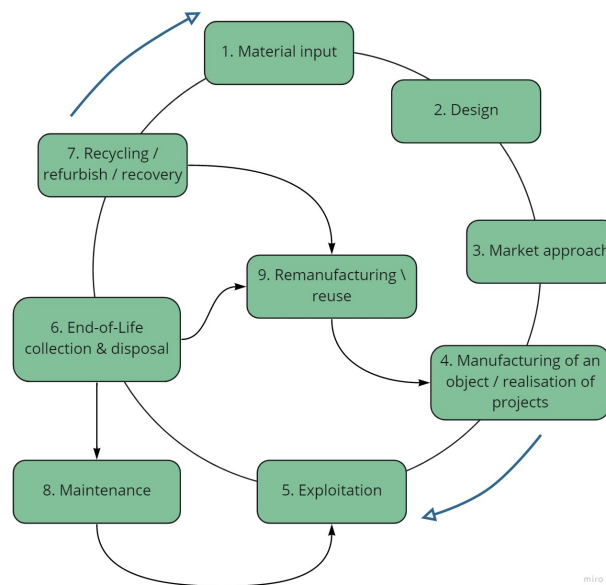 1. Material input
2. Design
7. Recycling /
refurbish / recovery
3. Market approach
9. Remanufacturing \
reuse
6. End-of-Life
collection & disposal
4. Manufacturing of an
object / realisation of
projects
8. Maintenance
5. Exploitation
miro